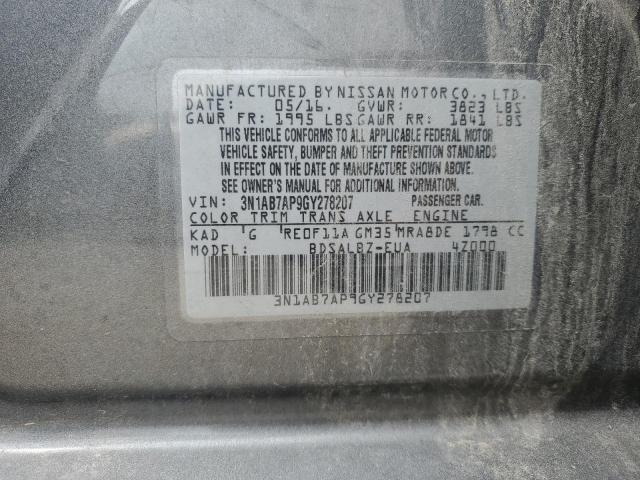 MANUFACTURED BY NISSAN MOTOR CO., LTD.
DATE: 05/16. GVWR: 3823 LBS
GAWR FR: 1995 LBS GAWR RR: 1841 LBS
THIS VEHICLE CONFORMS TO ALL APPLICABLE FEDERAL MOTOR
VEHICLE SAFETY, BUMPER AND THEFT PREVENTION STANDARDS
IN EFFECT ON THE DATE OF MANUFACTURE SHOWN ABOVE.
SEE OWNER'S MANUAL FOR ADDITIONAL INFORMATION.
VIN: 3N1AB7AP9GY278207 PASSENGER CAR.
COLOR TRIM TRANS AXLE ENGINE
KAD G RE0F11A GM35 MRA8DE 1798 CC
MODEL: BDSALBZ-EUA 4Z000
3N1AB7AP9GY278207